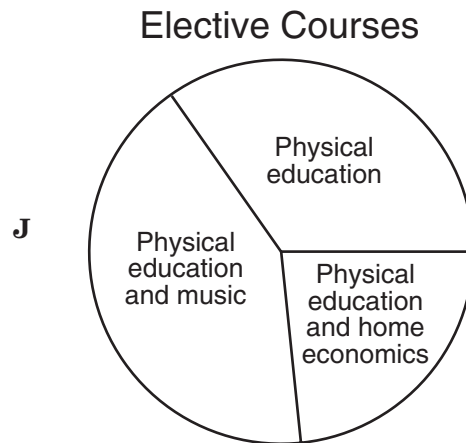 Elective Courses
Physical
education
J
Physical
education
and music
Physical
education
and home
economics